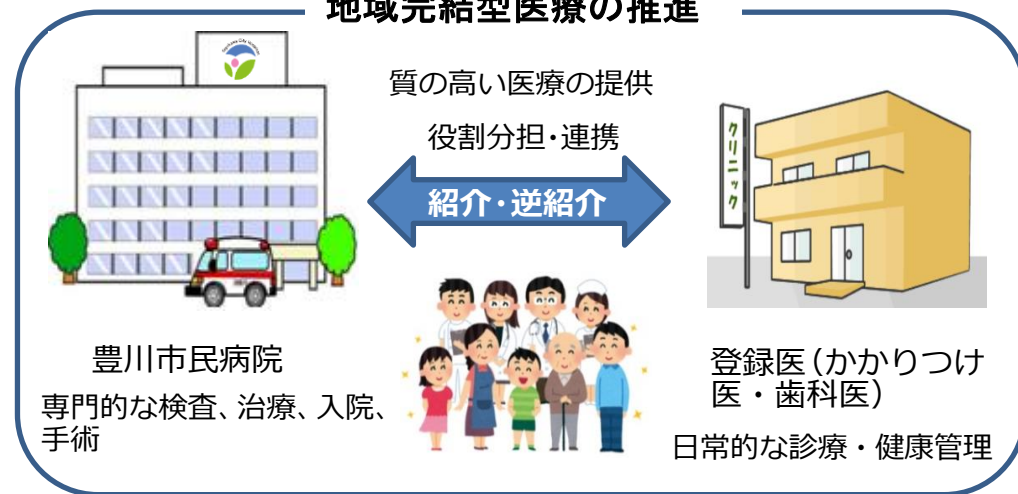 地域完結型医療の推進
質の高い医療の提供
役割分担・連携
紹介・逆紹介
クリニック
豊川市民病院
専門的な検査、治療、入院、
手術
登録医（かかりつけ
医・歯科医）
日常的な診療・健康管理